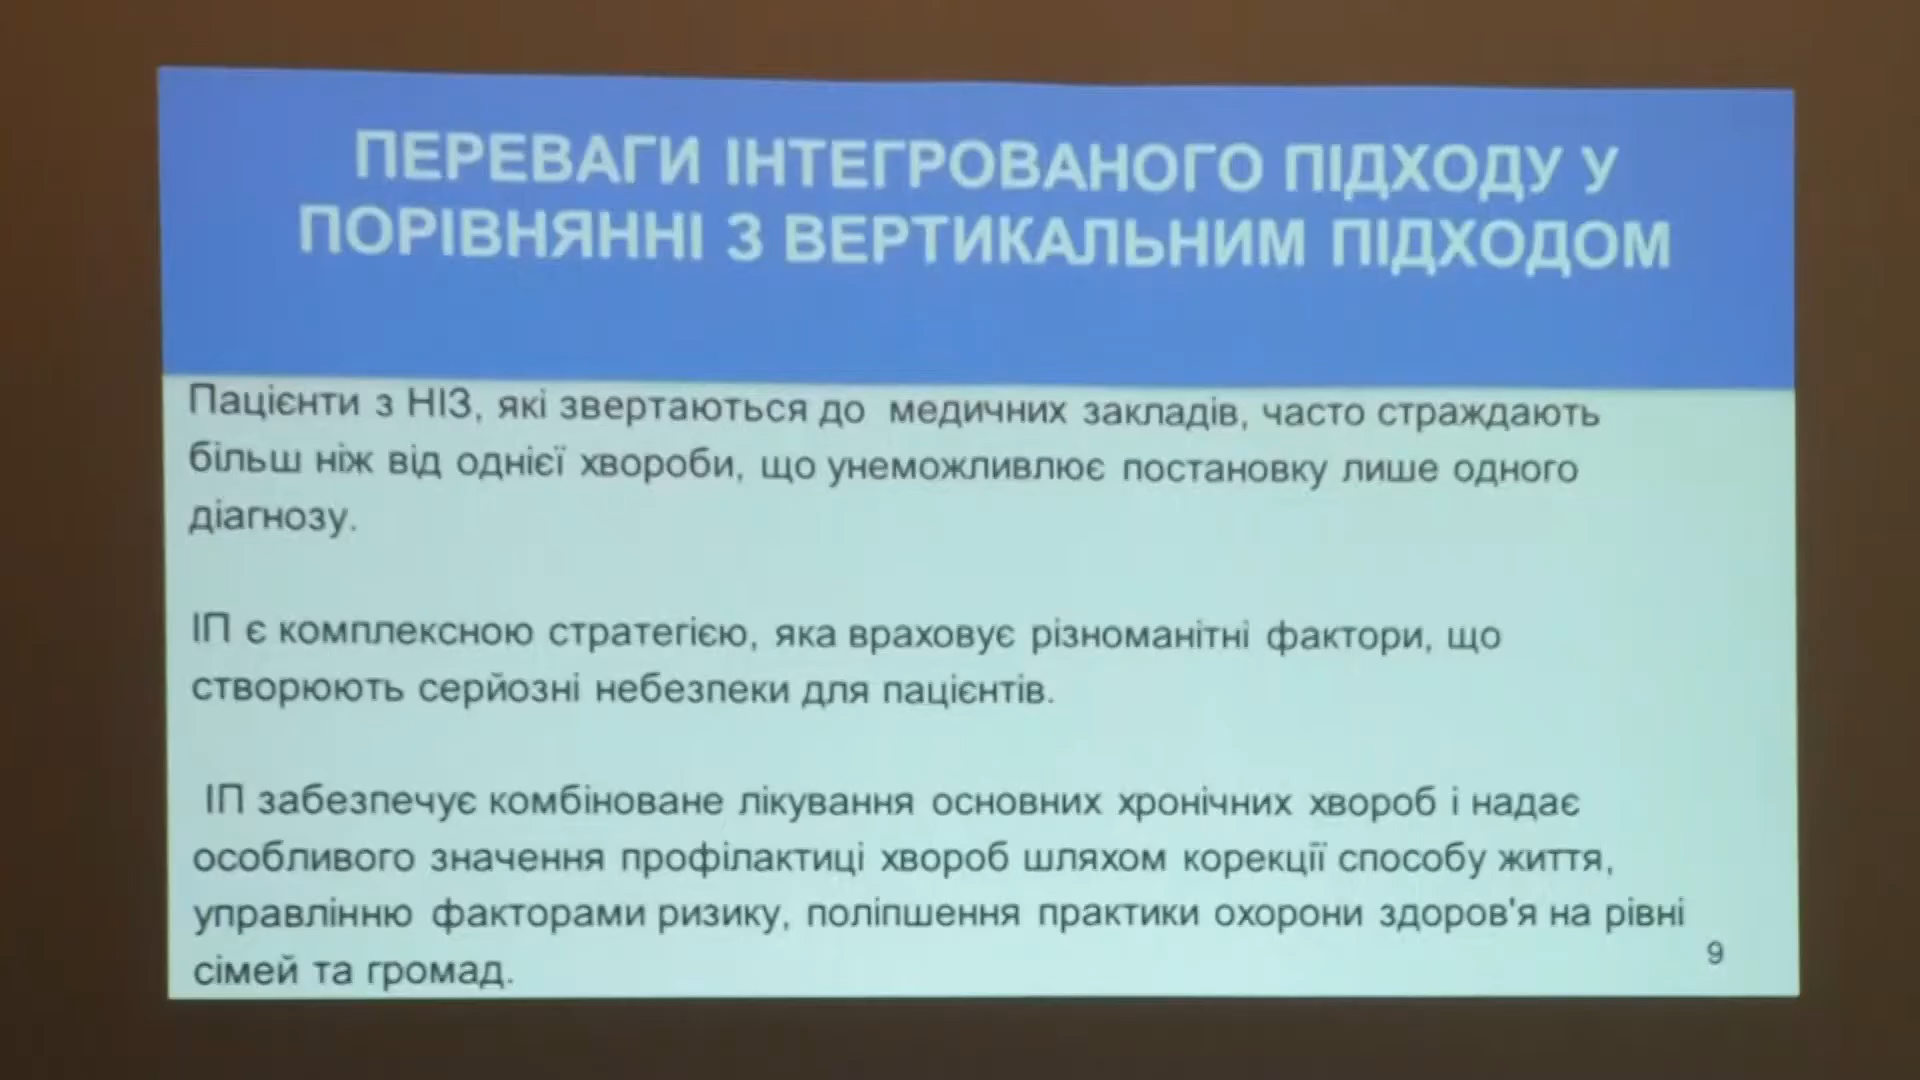 ПЕРЕВАГИ ІНТЕГРОВАНОГО ПІДХОДУ У
ПОРІВНЯННІ З ВЕРТИКАЛЬНИМ ПІДХОДОМ
Пацієнти з НІЗ, які звертаються до медичних закладів, часто страждають
більш ніж від однієї хвороби, що унеможливлює постановку лише одного
діагнозу.
ІП є комплексною стратегією, яка враховує різноманітні фактори, що
створюють серйозні небезпеки для пацієнтів.
ІП забезпечує комбіноване лікування основних хронічних хвороб і надає
особливого значення профілактиці хвороб шляхом корекції способу життя,
управлінню факторами ризику, поліпшення практики охорони здоров'я на рівні
сімей та громад.
9